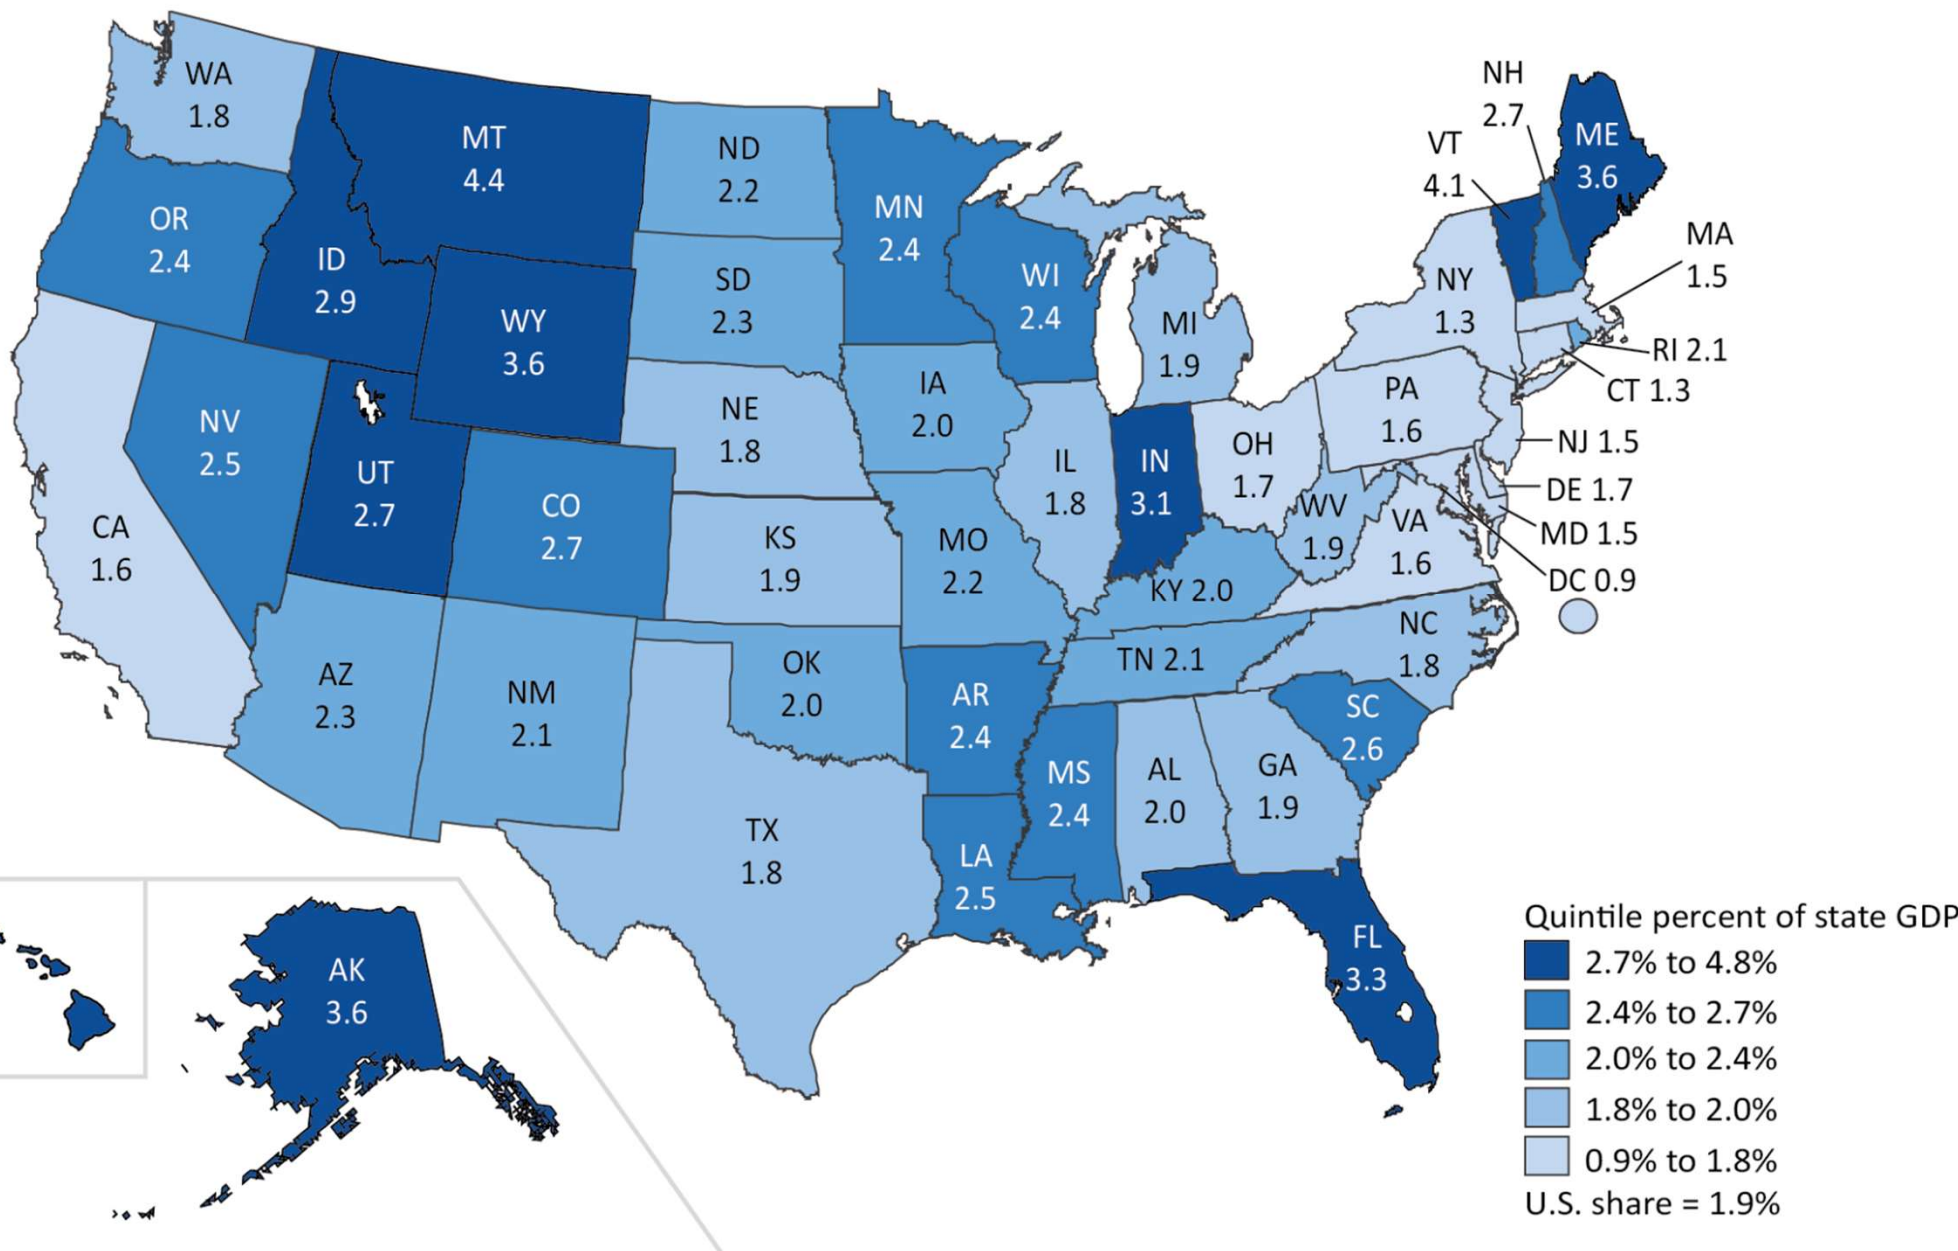 WA
1.8
MT
4.4
ND
2.2
MN
2.4
NH
2.7
VT
4.1
ME
3.6
OR
2.4
ID
2.9
WY
3.6
SD
2.3
WI
2.4
MI
1.9
NY
1.3
MA
1.5
RI 2.1
CT 1.3
NV
2.5
UT
2.7
CO
2.7
NE
1.8
IA
2.0
IL
1.8
IN
3.1
OH
1.7
PA
1.6
NJ 1.5
DE 1.7
MD 1.5
DC 0.9
CA
1.6
KS
1.9
MO
2.2
KY 2.0
WV
1.9
VA
1.6
NC
1.8
AZ
2.3
NM
2.1
OK
2.0
AR
2.4
TN 2.1
SC
2.6
TX
1.8
LA
2.5
MS
2.4
AL
2.0
GA
1.9
FL
3.3
AK
3.6
Quintile percent of state GDP
2.7% to 4.8%
2.4% to 2.7%
2.0% to 2.4%
1.8% to 2.0%
0.9% to 1.8%
U.S. share = 1.9%